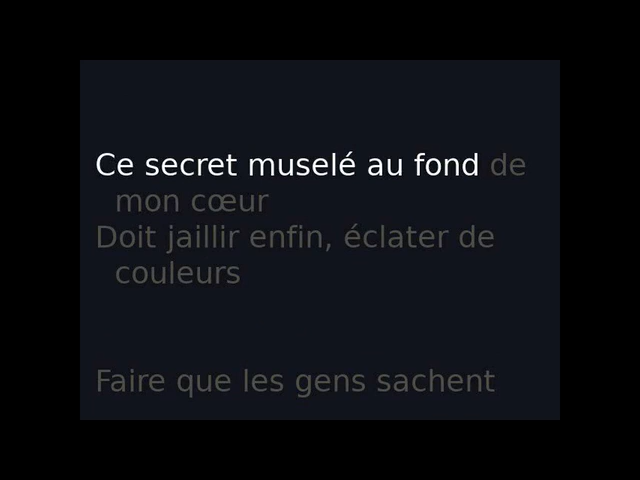 Ce secret muselé au fond de
mon cœur
Doit jaillir enfin, éclater de
couleurs
Faire que les gens sachent